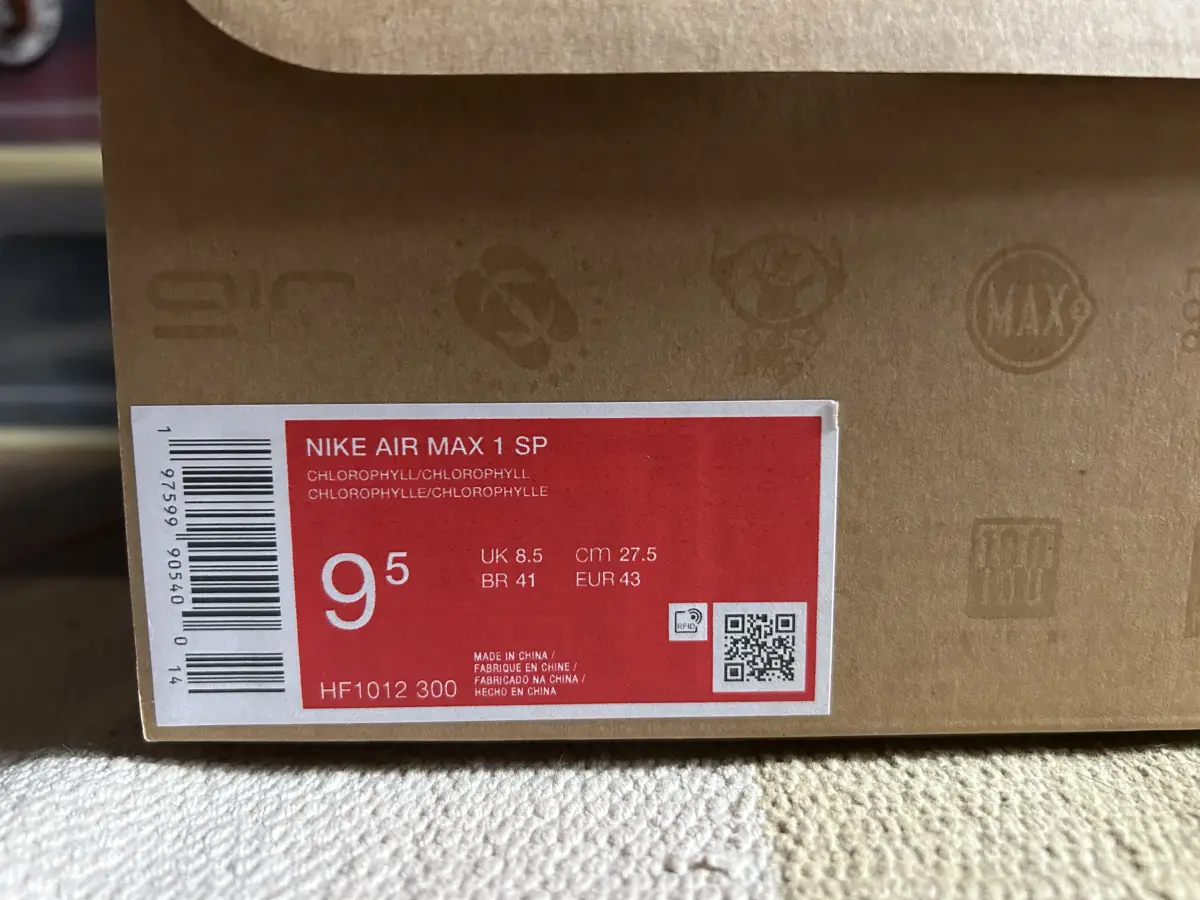 air
MAX²
NIKE AIR MAX 1 SP
CHLOROPHYLL/CHLOROPHYLL
CHLOROPHYLLE/CHLOROPHYLLE
9⁵
UK 8.5 cm 27.5
BR 41 EUR 43
RFID
MADE IN CHINA /
FABRIQUE EN CHINE /
FABRICADO NA CHINA /
HECHO EN CHINA
HF1012 300
1 97599 90540 0 14